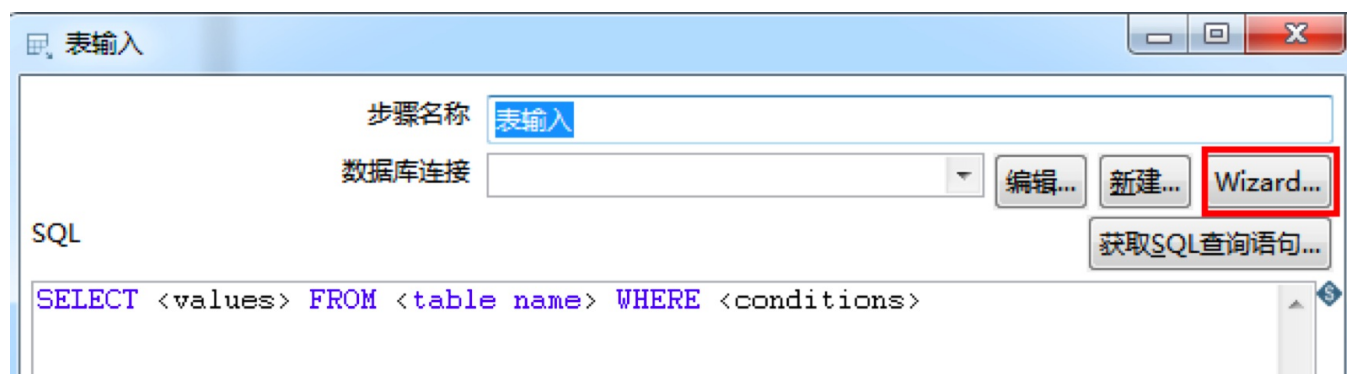 表输入
步骤名称 表输入
数据库连接 编辑... 新建... Wizard...
SQL
获取SQL查询语句...
SELECT <values> FROM <table name> WHERE <conditions>